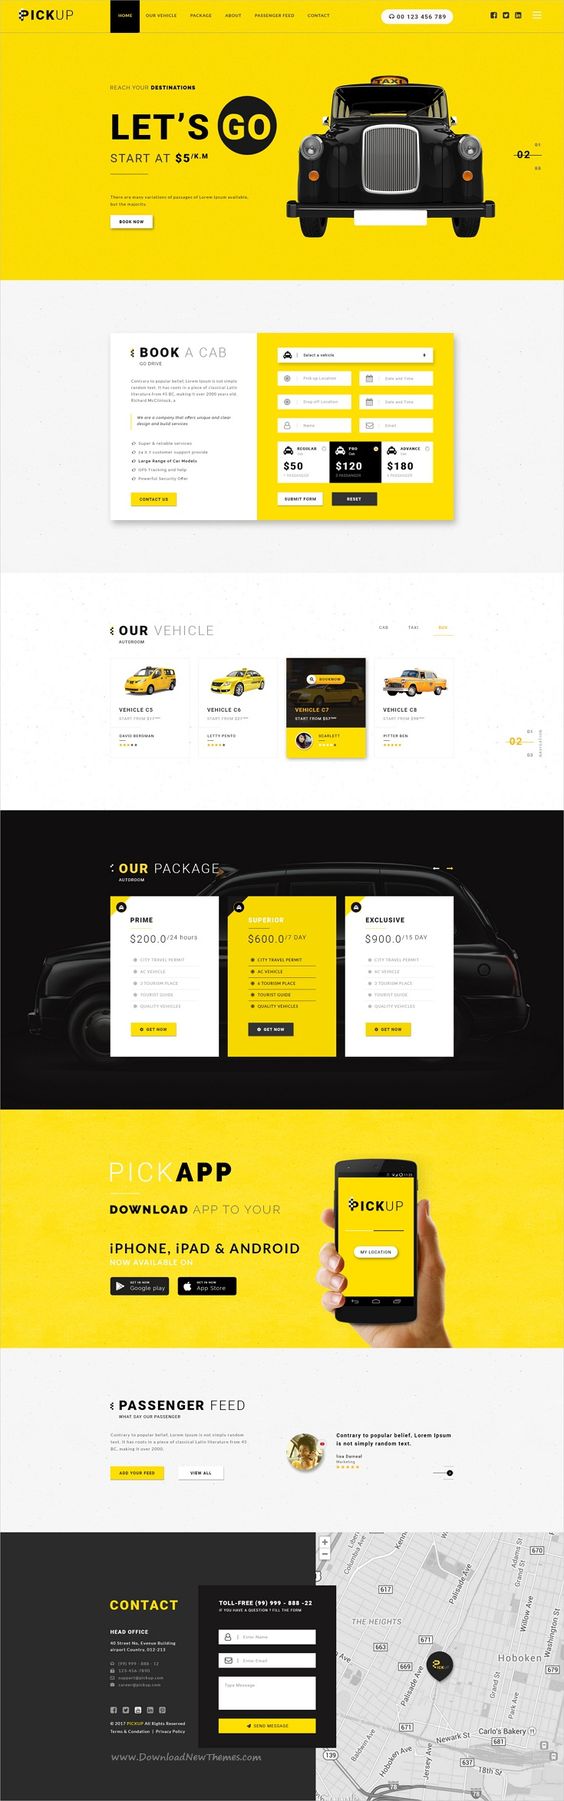 PICKUP
HOME OUR VEHICLE PACKAGE ABOUT PASSENGER FEED CONTACT
00 123 456 789
REACH YOUR DESTINATIONS
TAXI
LET'S GO
START AT $5/K.M
01
02
03
There are many variations of passages of Lorem Ipsum available,
but the majority
BOOK NOW
BOOK A CAB
GO DRIVE
Contrary to popular belief, Lorem Ipsum is not simply
random text. It has roots in a piece of classical Latin
literature from 45 BC, making it over 2000 years old.
Richard McClintock, a
We are a company that offers unique and clear
design and build services
Super & reliable services
24 X 7 customer support provide
Large Range of Car Models
GPS Tracking and help
Powerful Security Offer
CONTACT US
Select a vehicle
Pick up Location
Date and Time
Drop off Location
Date and Time
Name
Email
REGULAR
Cab
$50
PRO
Cab
$120
ADVANCE
Cab
$180
SUBMIT FORM
RESET
OUR VEHICLE
AUTOROOM
CAB TAXI BUS
BOOKNOW
VEHICLE C5
START FROM
DAVID BERGMAN
VEHICLE C6
START FROM
LETTY PENTO
VEHICLE C7
START FROM
SCARLETT
VEHICLE C8
START FROM
PITTER BEN
01
02
03
NAVIGATION
OUR PACKAGE
AUTOROOM
PRIME
$200.0/24 hours
CITY TRAVEL PERMIT
AC VEHICLE
3 TOURISM PLACE
TOURIST GUIDE
QUALITY VEHICLES
GET NOW
SUPERIOR
$600.0/7 DAY
CITY TRAVEL PERMIT
AC VEHICLE
TOURISM PLACE
TOURIST GUIDE
QUALITY VEHICLES
GET NOW
EXCLUSIVE
$900.0/15 DAY
CITY TRAVEL PERMIT
AC VEHICLE
3 TOURISM PLACE
TOURIST GUIDE
QUALITY VEHICLES
GET NOW
PICKAPP
DOWNLOAD APP TO YOUR
iPHONE, iPAD & ANDROID
NOW AVAILABLE ON
GET IT NOW
Google play
GET IT NOW
App Store
PICKUP
MY LOCATION
PASSENGER FEED
WHAT SAY OUR PASSENGER
Contrary to popular belief, Lorem Ipsum is not simply random
text. It has roots in a piece of classical Latin literature from 45
BC, making it over 2000.
ADD YOUR FEED
VIEW ALL
Contrary to popular belief, Lorem Ipsum
is not simply random text.
lisa Darneal
Marketing
CONTACT
HEAD OFFICE
40 Street No, Evenue Building
airport Country, 012-213
(99) 999 - 888 - 12
123-456-7890
support@pickup.com
career@pickup.com
© 2017 PICKUP All Rights Reserved
Terms & Condation | Privacy Policy
TOLL-FREE (99) 999 - 888 -22
IF YOU HAVE A QUESTION ? FILL THE FORM
Enter Name
Enter Email
Type Message
SEND MESSAGE
www.DownloadNewThemes.com
Liberty Ave
Columbia Ave
Palisade Ave
501
THE HEIGHTS
Adams St
Grand St
Willow Ave
Washington St
Hoboken
PICKUP
Palisade Ave
Grand St
Park Ave
Newark St
Carlo's Bakery
Observer Hwy
18th St
Baldwin Ave
Hoboken Ave
139
57
78